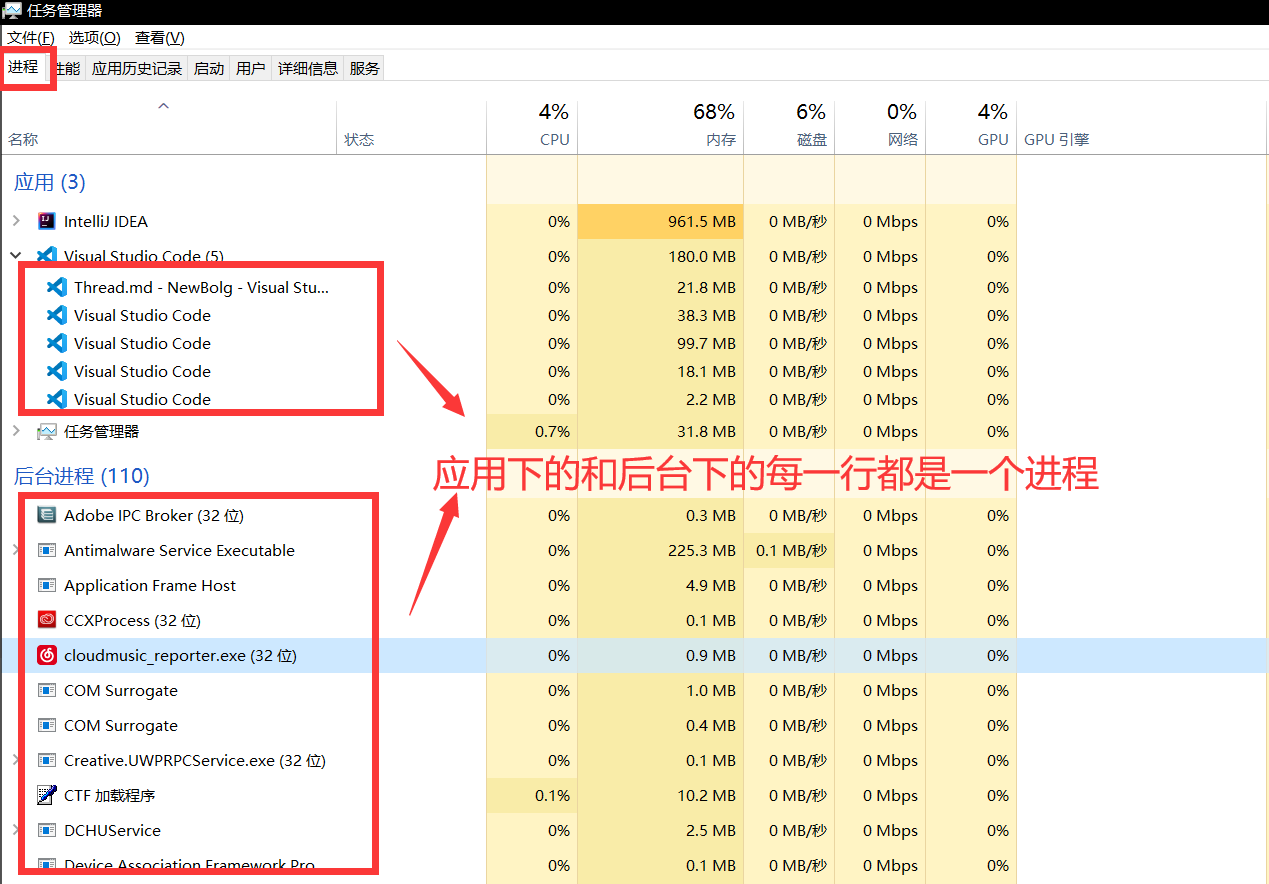 任务管理器
文件(F) 选项(O) 查看(V)
进程 性能 应用历史记录 启动 用户 详细信息 服务
4% 68% 6% 0% 4%
名称 状态 CPU 内存 磁盘 网络 GPU GPU 引擎
应用 (3)
IntelliJ IDEA 0% 961.5 MB 0 MB/秒 0 Mbps 0%
Visual Studio Code (5) 0% 180.0 MB 0 MB/秒 0 Mbps 0%
Thread.md - NewBolg - Visual Stu... 0% 21.8 MB 0 MB/秒 0 Mbps 0%
Visual Studio Code 0% 38.3 MB 0 MB/秒 0 Mbps 0%
Visual Studio Code 0% 99.7 MB 0 MB/秒 0 Mbps 0%
Visual Studio Code 0% 18.1 MB 0 MB/秒 0 Mbps 0%
Visual Studio Code 0% 2.2 MB 0 MB/秒 0 Mbps 0%
任务管理器 0.7% 31.8 MB 0 MB/秒 0 Mbps 0%
应用下的和后台下的每一行都是一个进程
后台进程 (110)
Adobe IPC Broker (32 位) 0% 0.3 MB 0 MB/秒 0 Mbps 0%
Antimalware Service Executable 0% 225.3 MB 0.1 MB/秒 0 Mbps 0%
Application Frame Host 0% 4.9 MB 0 MB/秒 0 Mbps 0%
CCXProcess (32 位) 0% 0.1 MB 0 MB/秒 0 Mbps 0%
cloudmusic_reporter.exe (32 位) 0% 0.9 MB 0 MB/秒 0 Mbps 0%
COM Surrogate 0% 1.0 MB 0 MB/秒 0 Mbps 0%
COM Surrogate 0% 0.4 MB 0 MB/秒 0 Mbps 0%
Creative.UWPRPCService.exe (32 位) 0% 0.1 MB 0 MB/秒 0 Mbps 0%
CTF 加载程序 0.1% 10.2 MB 0 MB/秒 0 Mbps 0%
DCHUService 0% 2.5 MB 0 MB/秒 0 Mbps 0%
Device Association Framework Pro... 0% 0.1 MB 0 MB/秒 0 Mbps 0%